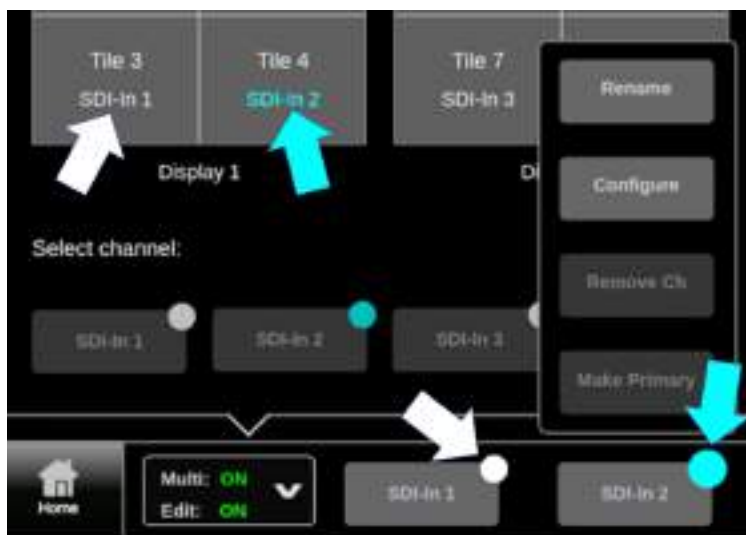 Tile 3
Tile 4
Tile 7
SDI-In 1
SDI-In 2
SDI-In 3
Rename
Display 1
Di
Configure
Select channel:
Remove Ch
SDI-In 1
SDI-In 2
SDI-In 3
Make Primary
Home
Multi: ON
Edit: ON
SDI-In 1
SDI-In 2